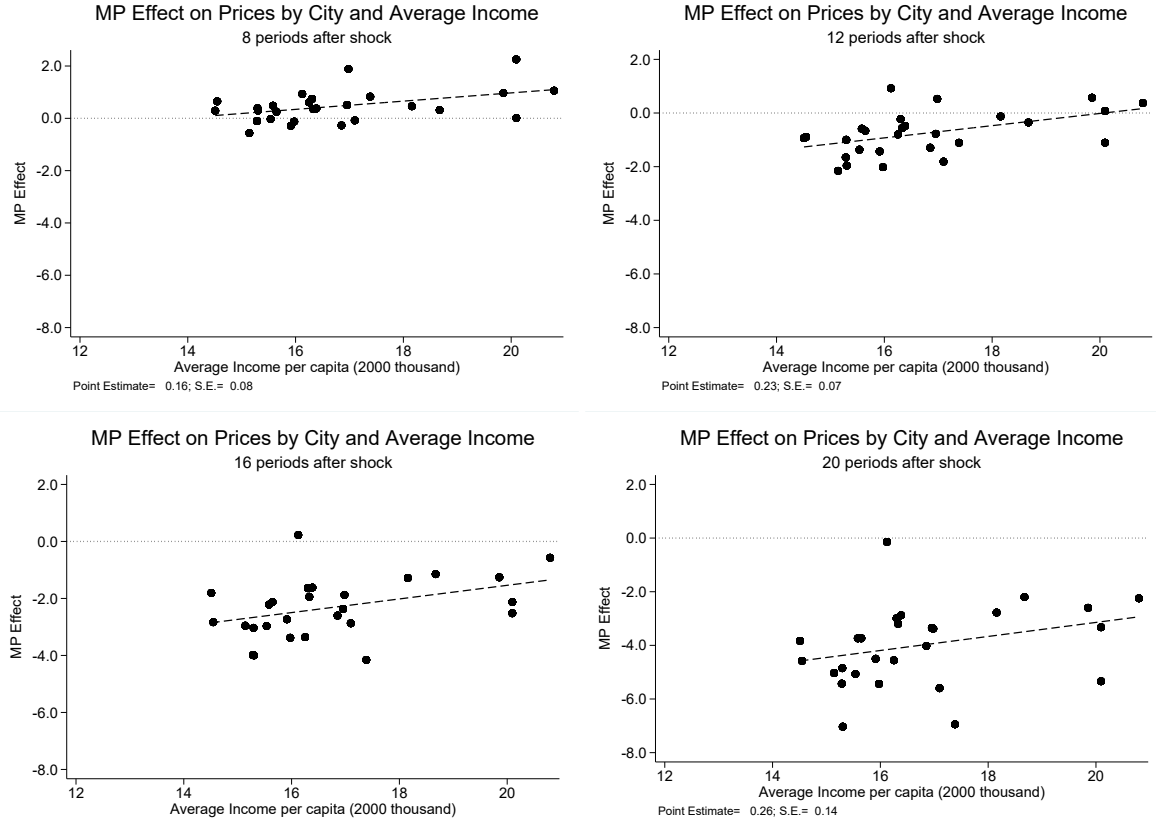 MP Effect on Prices by City and Average Income
8 periods after shock
MP Effect
2.0
0.0
-2.0
-4.0
-6.0
-8.0
12 14 16 18 20
Average Income per capita (2000 thousand)
Point Estimate= 0.16; S.E.= 0.08
MP Effect on Prices by City and Average Income
12 periods after shock
MP Effect
2.0
0.0
-2.0
-4.0
-6.0
-8.0
12 14 16 18 20
Average Income per capita (2000 thousand)
Point Estimate= 0.23; S.E.= 0.07
MP Effect on Prices by City and Average Income
16 periods after shock
MP Effect
2.0
0.0
-2.0
-4.0
-6.0
-8.0
12 14 16 18 20
Average Income per capita (2000 thousand)
MP Effect on Prices by City and Average Income
20 periods after shock
MP Effect
2.0
0.0
-2.0
-4.0
-6.0
-8.0
12 14 16 18 20
Average Income per capita (2000 thousand)
Point Estimate= 0.26; S.E.= 0.14